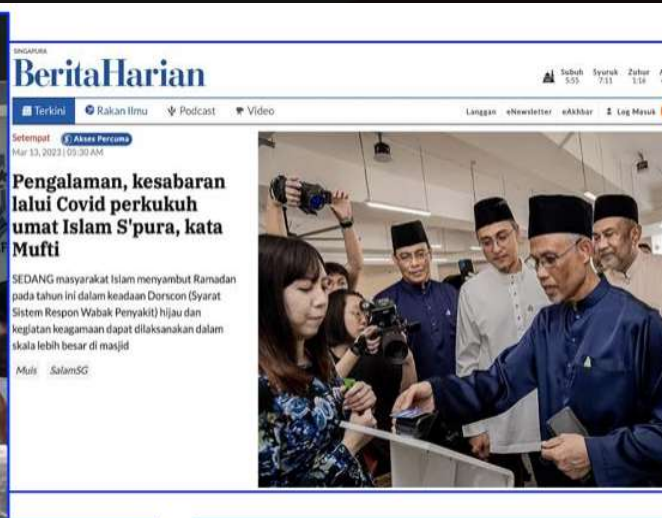 SINGAPURA
BeritaHarian
Subuh Syuruk Zuhur
5:55 7:11 1:16
Terkini Rakan Ilmu Podcast Video
Langgan eNewsletter eAkhbar Log Masuk
Setempat Akses Percuma
Mar 13, 2023 | 05:30 AM
Pengalaman, kesabaran
lalui Covid perkukuh
umat Islam S'pura, kata
Mufti
SEDANG masyarakat Islam menyambut Ramadan
pada tahun ini dalam keadaan Dorscon (Syarat
Sistem Respon Wabak Penyakit) hijau dan
kegiatan keagamaan dapat dilaksanakan dalam
skala lebih besar di masjid
Muis SalamSG